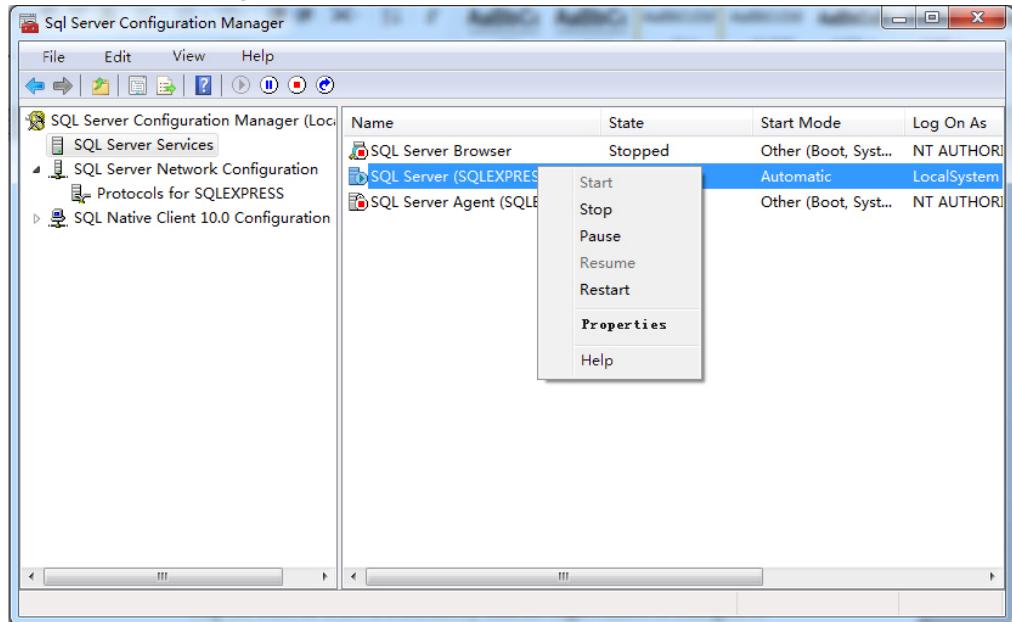 Sql Server Configuration Manager
File Edit View Help
SQL Server Configuration Manager (Loc
SQL Server Services
SQL Server Network Configuration
Protocols for SQLEXPRESS
SQL Native Client 10.0 Configuration
Name State Start Mode Log On As
SQL Server Browser Stopped Other (Boot, Syst... NT AUTHORI
SQL Server (SQLEXPRES Automatic LocalSystem
SQL Server Agent (SQLE Other (Boot, Syst... NT AUTHORI
Start
Stop
Pause
Resume
Restart
Properties
Help